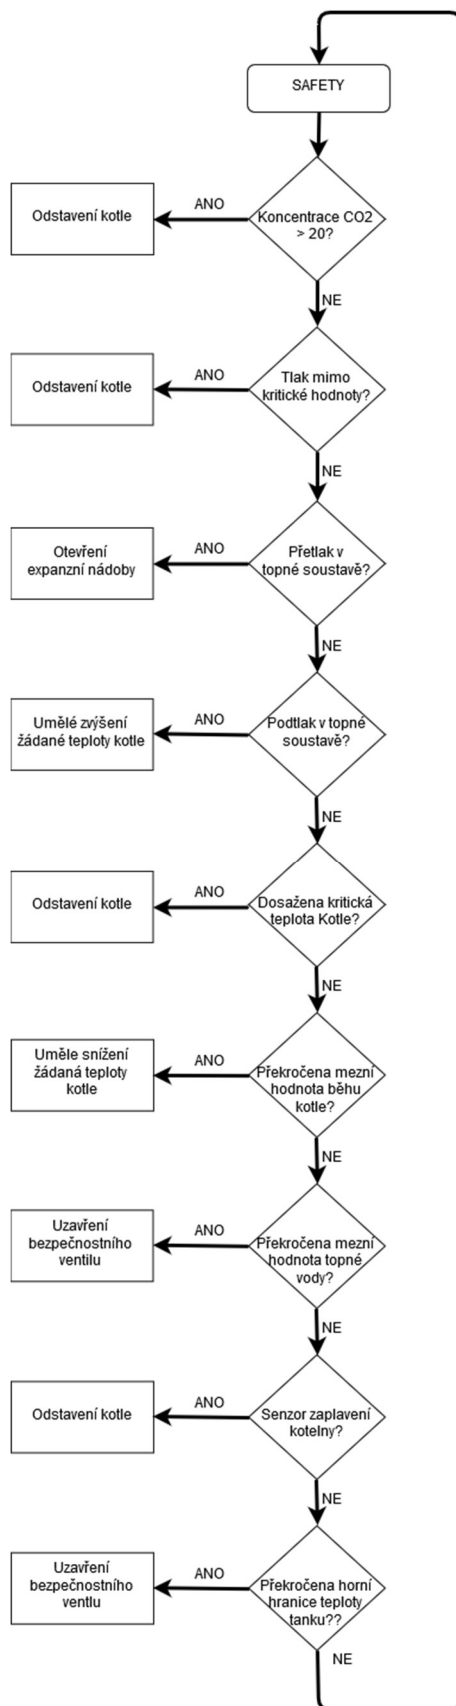 SAFETY
ANO
Odstavení kotle
Koncentrace CO2
> 20?
NE
ANO
Odstavení kotle
Tlak mimo
kritické hodnoty?
NE
ANO
Otevření
expanzní nádoby
Přetlak v
topné soustavě?
NE
ANO
Umělé zvýšení
žádané teploty kotle
Podtlak v topné
soustavě?
NE
ANO
Odstavení kotle
Dosažena kritická
teplota Kotle?
NE
ANO
Uměle snížení
žádaná teploty
kotle
Překročena mezní
hodnota běhu
kotle?
NE
ANO
Uzavření
bezpečnostního
ventilu
Překročena mezní
hodnota topné
vody?
NE
ANO
Odstavení kotle
Senzor zaplavení
kotelny?
NE
ANO
Uzavření
bezpečnostního
ventlu
Překročena horní
hranice teploty
tanku??
NE